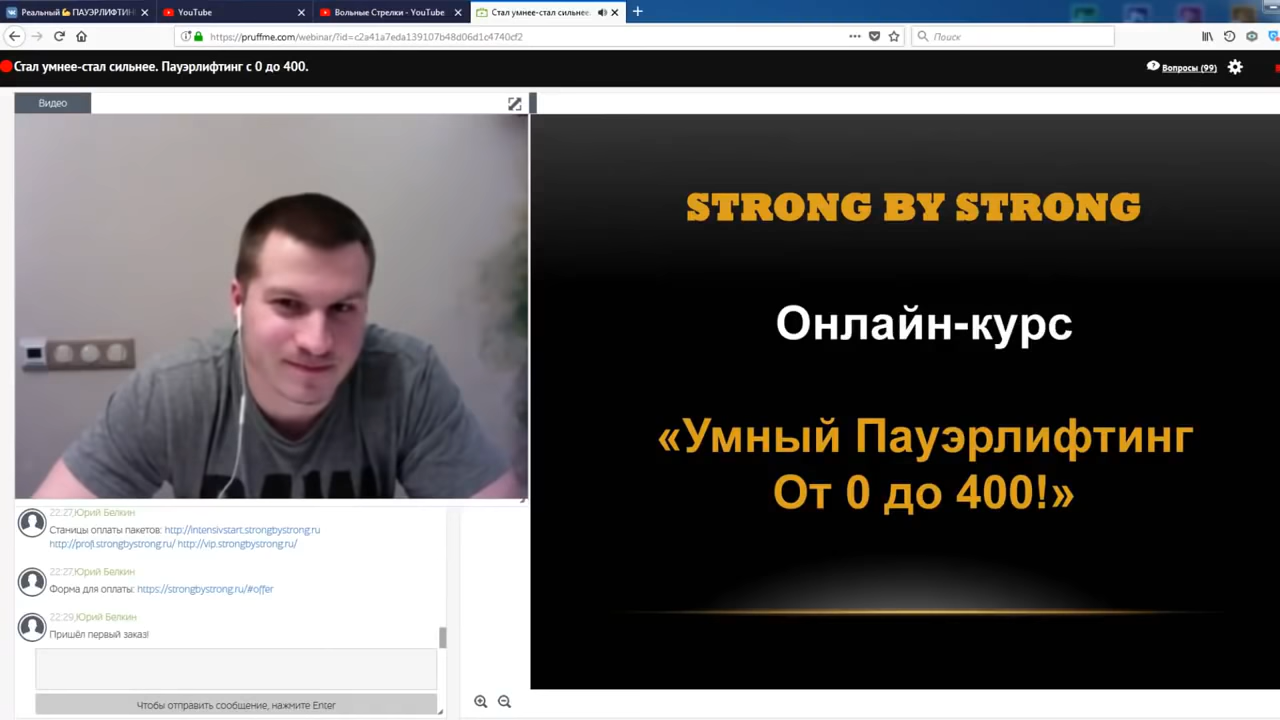 Реальный 💪 ПАУЭРЛИФТИНГ
YouTube
Вольные Стрелки - YouTube
Стал умнее-стал сильнее.
https://pruffme.com/webinar/?id=c2a41a7eda139107b48d06d1c4740cf2
Поиск
Стал умнее-стал сильнее. Пауэрлифтинг с 0 до 400.
Вопросы (99)
Видео
STRONG BY STRONG
Онлайн-курс
«Умный Пауэрлифтинг
От 0 до 400!»
22:27,Юрий Белкин
Станицы оплаты пакетов: http://intensivstart.strongbystrong.ru
http://profi.strongbystrong.ru/ http://vip.strongbystrong.ru/
22:27,Юрий Белкин
Форма для оплаты: https://strongbystrong.ru/#offer
22:29,Юрий Белкин
Пришёл первый заказ!
Чтобы отправить сообщение, нажмите Enter